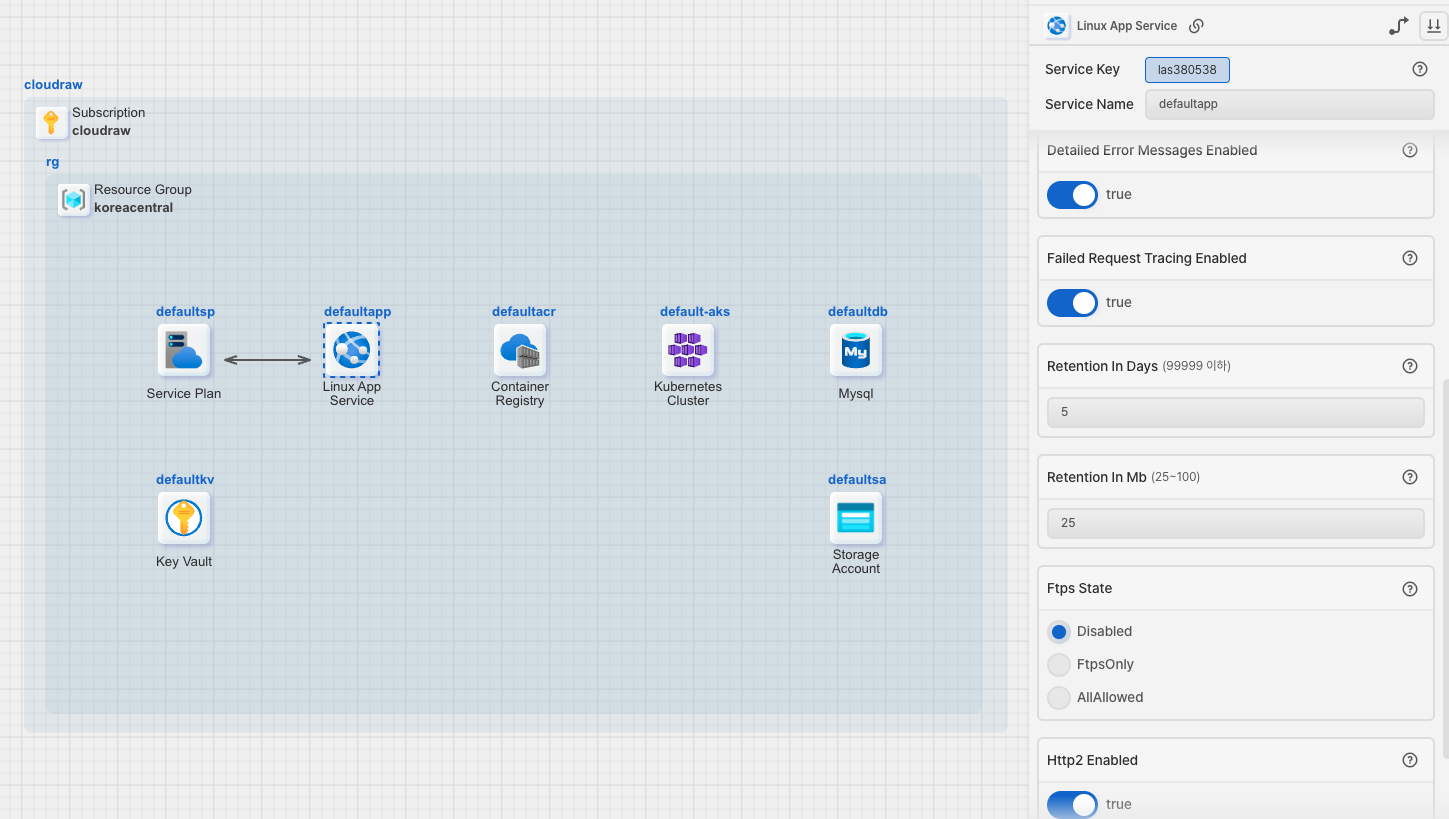 cloudraw
Subscription
cloudraw
rg
Resource Group
koreacentral
defaultsp
Service Plan
defaultapp
Linux App
Service
defaultacr
Container
Registry
default-aks
Kubernetes
Cluster
defaultdb
My
Mysql
defaultkv
Key Vault
defaultsa
Storage
Account
Linux App Service
Service Key
las380538
Service Name
defaultapp
Detailed Error Messages Enabled
true
Failed Request Tracing Enabled
true
Retention In Days (99999 이하)
5
Retention In Mb (25~100)
25
Ftps State
Disabled
FtpsOnly
AllAllowed
Http2 Enabled
true